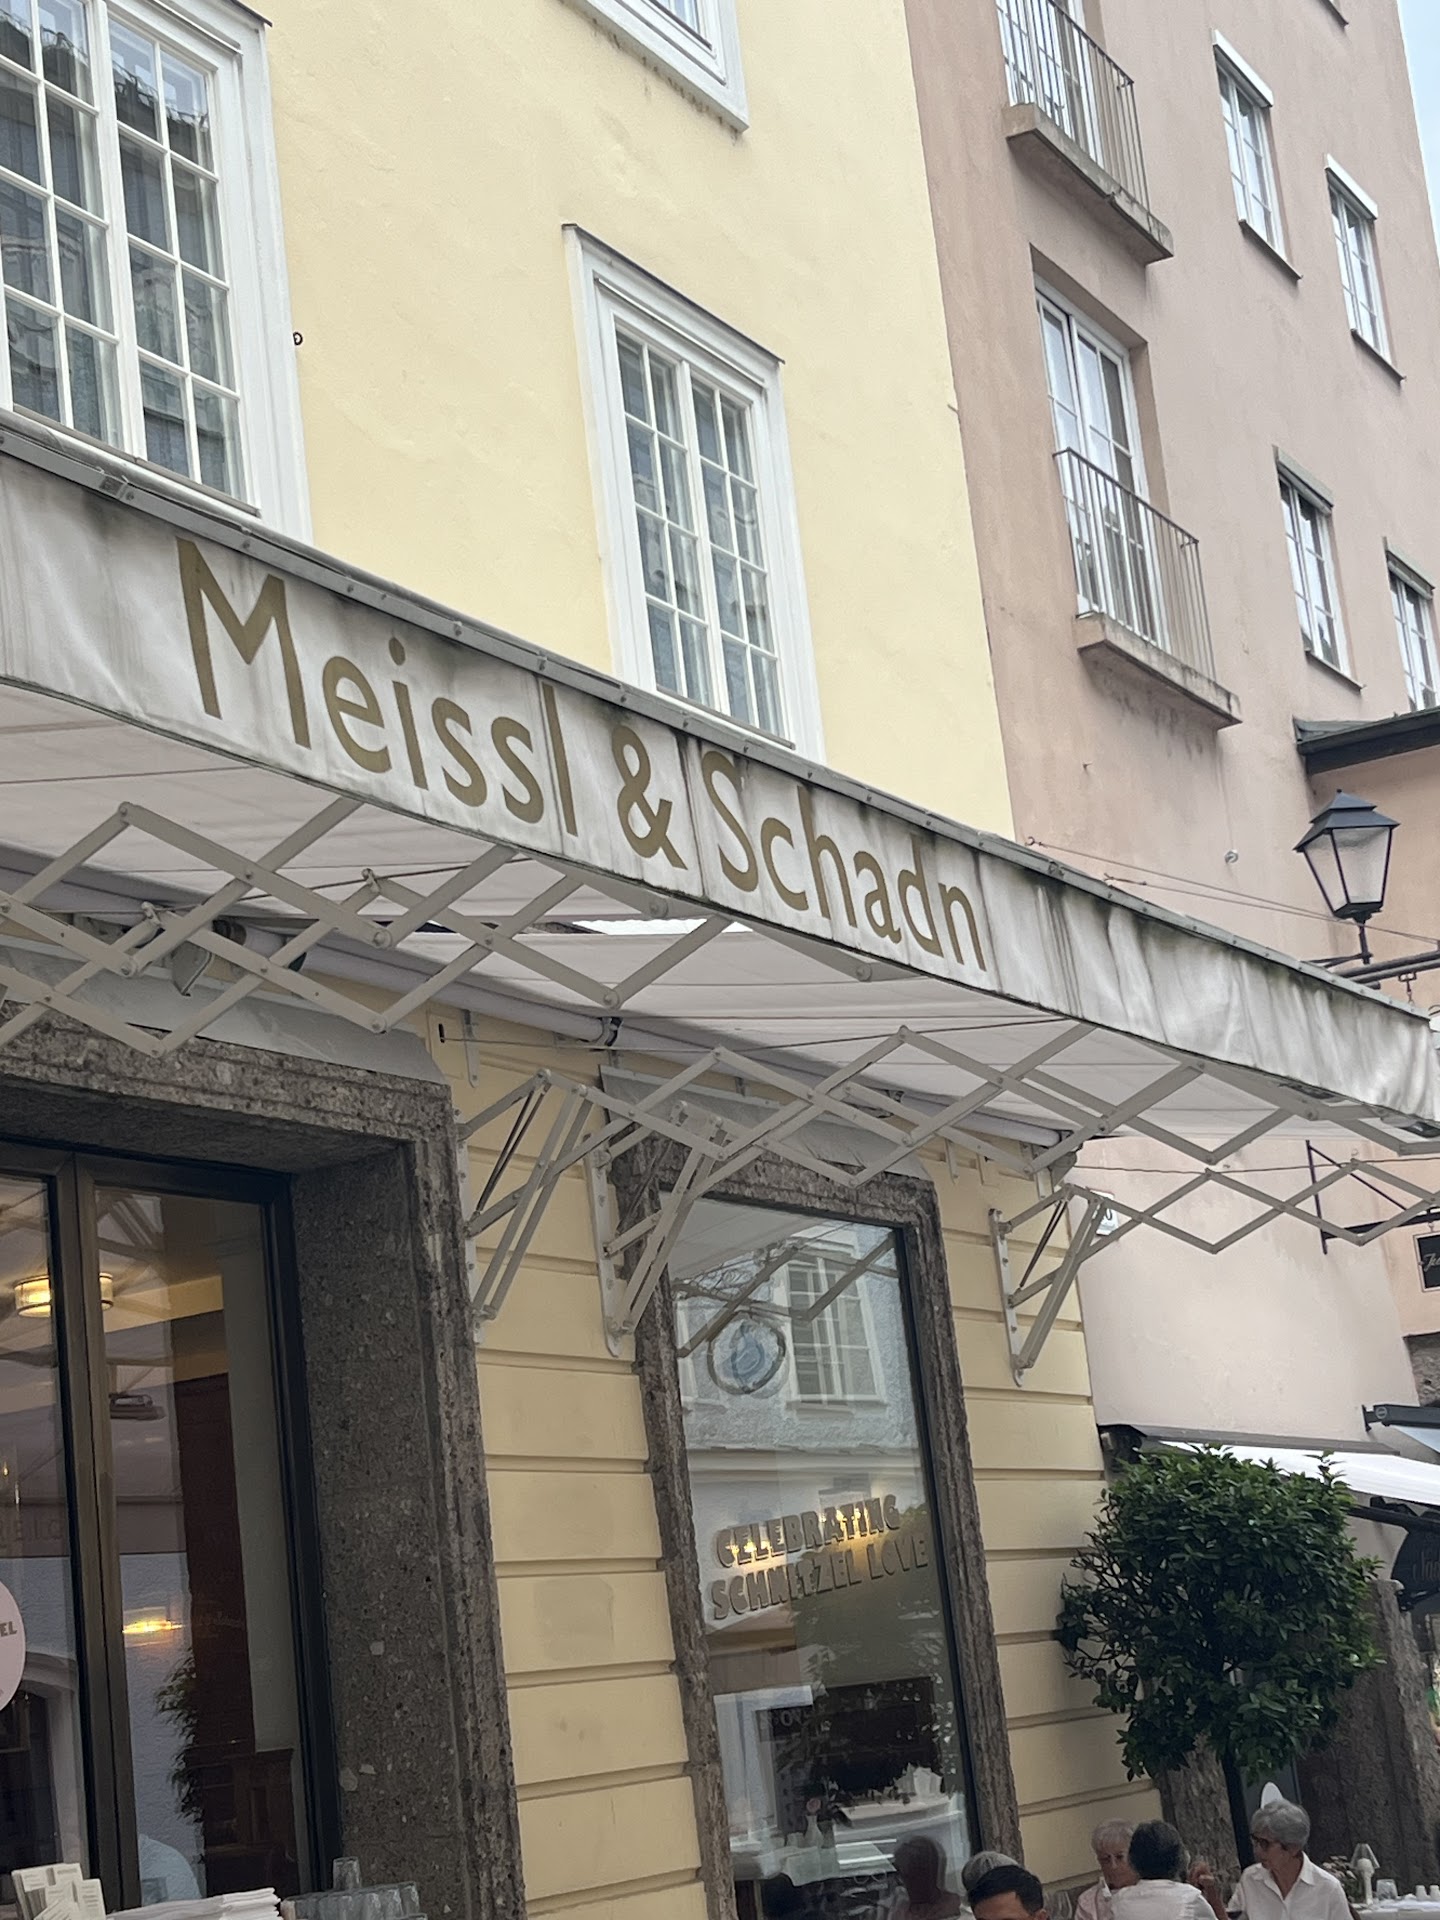 Meissl & Schadn
CELEBRATING
SCHNITZEL LOVE